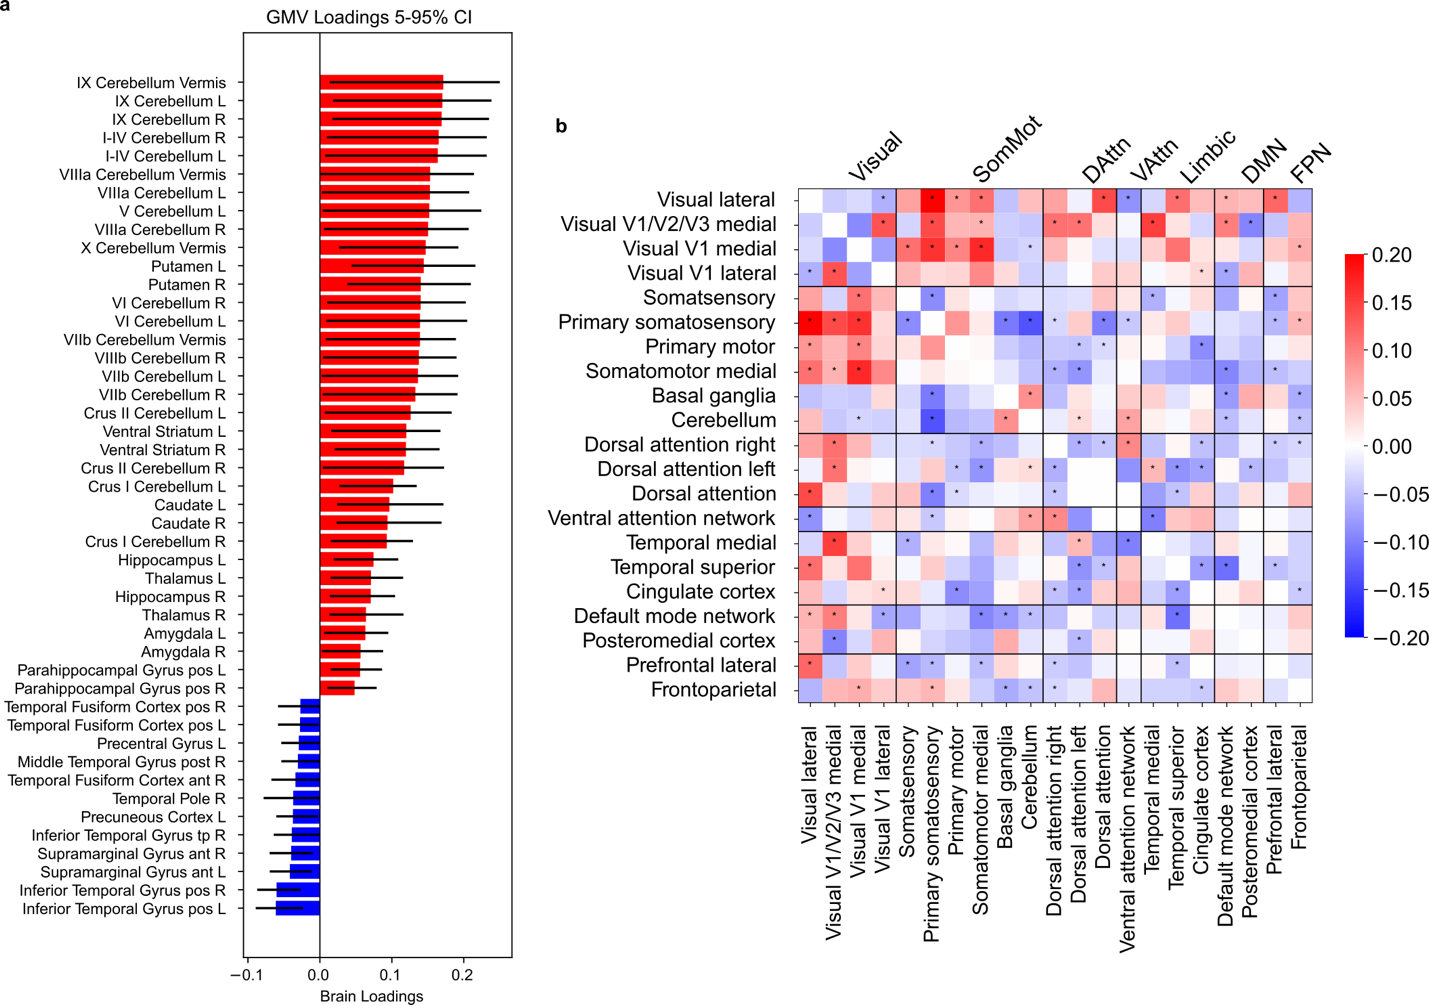 a
GMV Loadings 5-95% CI
IX Cerebellum Vermis
IX Cerebellum L
IX Cerebellum R
I-IV Cerebellum R
I-IV Cerebellum L
VIIIa Cerebellum Vermis
VIIIa Cerebellum L
V Cerebellum L
VIIIa Cerebellum R
X Cerebellum Vermis
Putamen L
Putamen R
VI Cerebellum R
VI Cerebellum L
VIIb Cerebellum Vermis
VIIIb Cerebellum R
VIIb Cerebellum L
VIIb Cerebellum R
Crus II Cerebellum L
Ventral Striatum L
Ventral Striatum R
Crus II Cerebellum R
Crus I Cerebellum L
Caudate L
Caudate R
Crus I Cerebellum R
Hippocampus L
Thalamus L
Hippocampus R
Thalamus R
Amygdala L
Amygdala R
Parahippocampal Gyrus pos L
Parahippocampal Gyrus pos R
Temporal Fusiform Cortex pos R
Temporal Fusiform Cortex pos L
Precentral Gyrus L
Middle Temporal Gyrus post R
Temporal Fusiform Cortex ant R
Temporal Pole R
Precuneous Cortex L
Inferior Temporal Gyrus tp R
Supramarginal Gyrus ant R
Supramarginal Gyrus ant L
Inferior Temporal Gyrus pos R
Inferior Temporal Gyrus pos L
−0.1 0.0 0.1 0.2
Brain Loadings
b
Visual SomMot DAttn VAttn Limbic DMN FPN
Visual lateral
Visual V1/V2/V3 medial
Visual V1 medial
Visual V1 lateral
Somatsensory
Primary somatosensory
Primary motor
Somatomotor medial
Basal ganglia
Cerebellum
Dorsal attention right
Dorsal attention left
Dorsal attention
Ventral attention network
Temporal medial
Temporal superior
Cingulate cortex
Default mode network
Posteromedial cortex
Prefrontal lateral
Frontoparietal
Visual lateral
Visual V1/V2/V3 medial
Visual V1 medial
Visual V1 lateral
Somatsensory
Primary somatosensory
Primary motor
Somatomotor medial
Basal ganglia
Cerebellum
Dorsal attention right
Dorsal attention left
Dorsal attention
Ventral attention network
Temporal medial
Temporal superior
Cingulate cortex
Default mode network
Posteromedial cortex
Prefrontal lateral
Frontoparietal
0.20
0.15
0.10
0.05
0.00
−0.05
−0.10
−0.15
−0.20